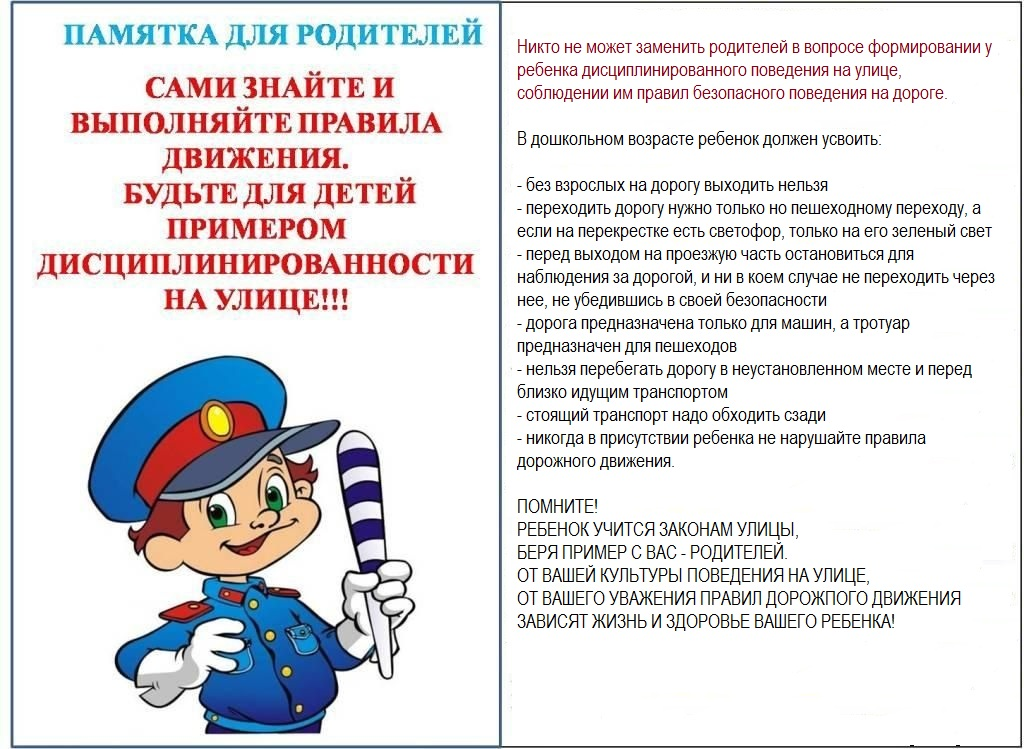 ПАМЯТКА ДЛЯ РОДИТЕЛЕЙ
САМИ ЗНАЙТЕ И
ВЫПОЛНЯЙТЕ ПРАВИЛА
ДВИЖЕНИЯ.
БУДЬТЕ ДЛЯ ДЕТЕЙ
ПРИМЕРОМ
ДИСЦИПЛИНИРОВАННОСТИ
НА УЛИЦЕ!!!
Никто не может заменить родителей в вопросе формировании у
ребенка дисциплинированного поведения на улице,
соблюдении им правил безопасного поведения на дороге.
В дошкольном возрасте ребенок должен усвоить:
- без взрослых на дорогу выходить нельзя
- переходить дорогу нужно только но пешеходному переходу, а
если на перекрестке есть светофор, только на его зеленый свет
- перед выходом на проезжую часть остановиться для
наблюдения за дорогой, и ни в коем случае не переходить через
нее, не убедившись в своей безопасности
- дорога предназначена только для машин, а тротуар
предназначен для пешеходов
- нельзя перебегать дорогу в неустановленном месте и перед
близко идущим транспортом
- стоящий транспорт надо обходить сзади
- никогда в присутствии ребенка не нарушайте правила
дорожного движения.
ПОМНИТЕ!
РЕБЕНОК УЧИТСЯ ЗАКОНАМ УЛИЦЫ,
БЕРЯ ПРИМЕР С ВАС - РОДИТЕЛЕЙ.
ОТ ВАШЕЙ КУЛЬТУРЫ ПОВЕДЕНИЯ НА УЛИЦЕ,
ОТ ВАШЕГО УВАЖЕНИЯ ПРАВИЛ ДОРОЖПОГО ДВИЖЕНИЯ
ЗАВИСЯТ ЖИЗНЬ И ЗДОРОВЬЕ ВАШЕГО РЕБЕНКА!